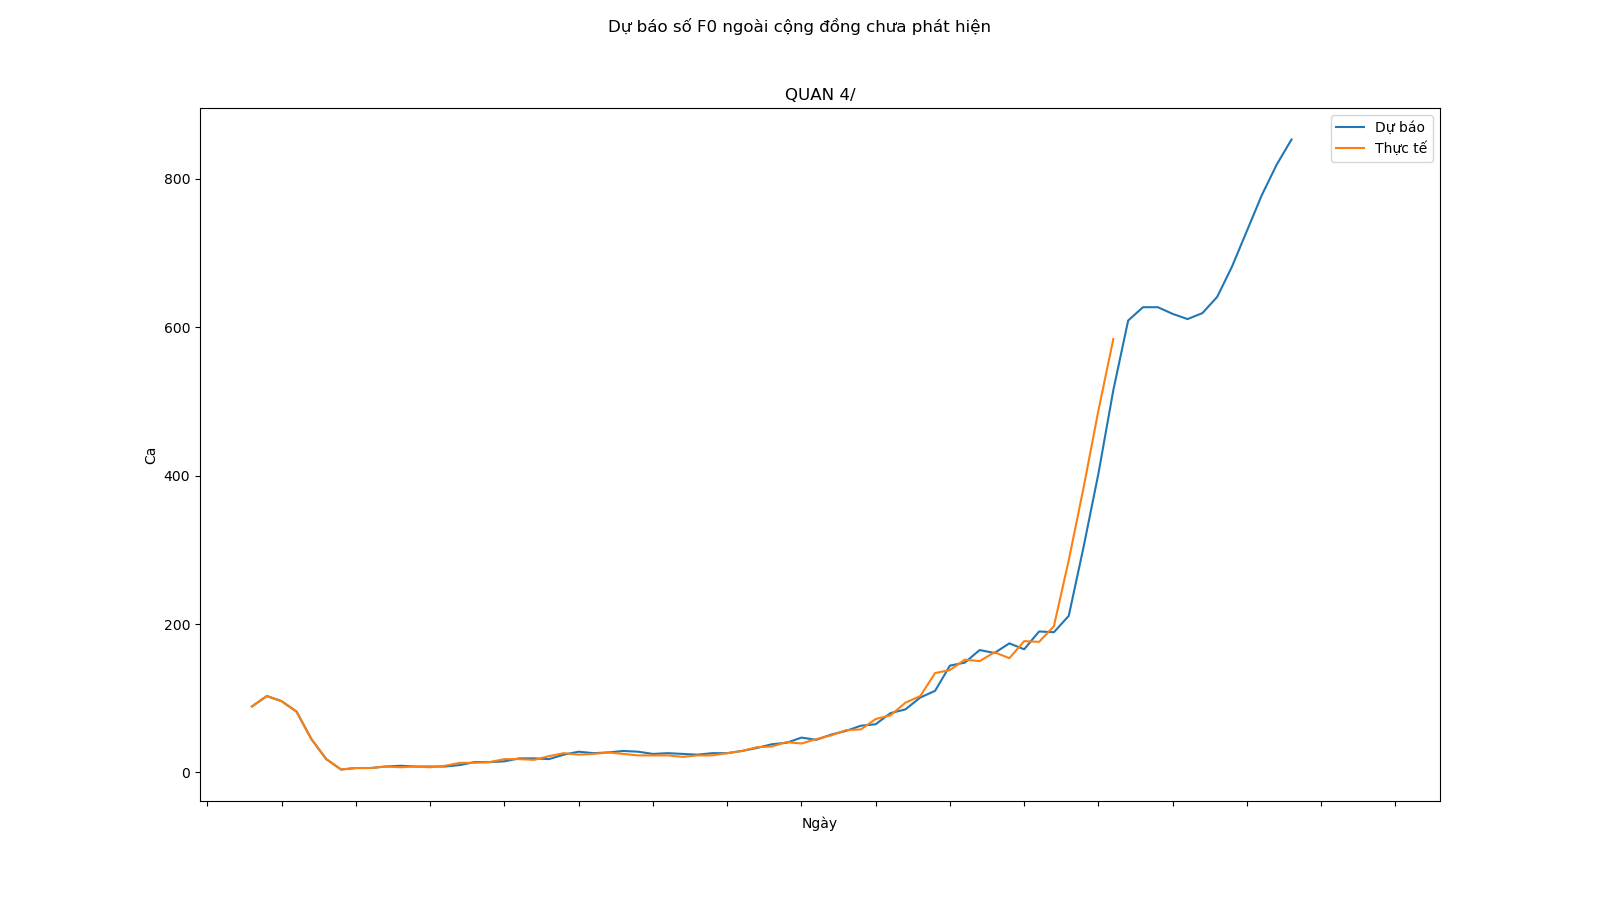 Dự báo số F0 ngoài cộng đồng chưa phát hiện
QUAN 4/
Dự báo
Thực tế
800
600
400
200
0
Ca
Ngày